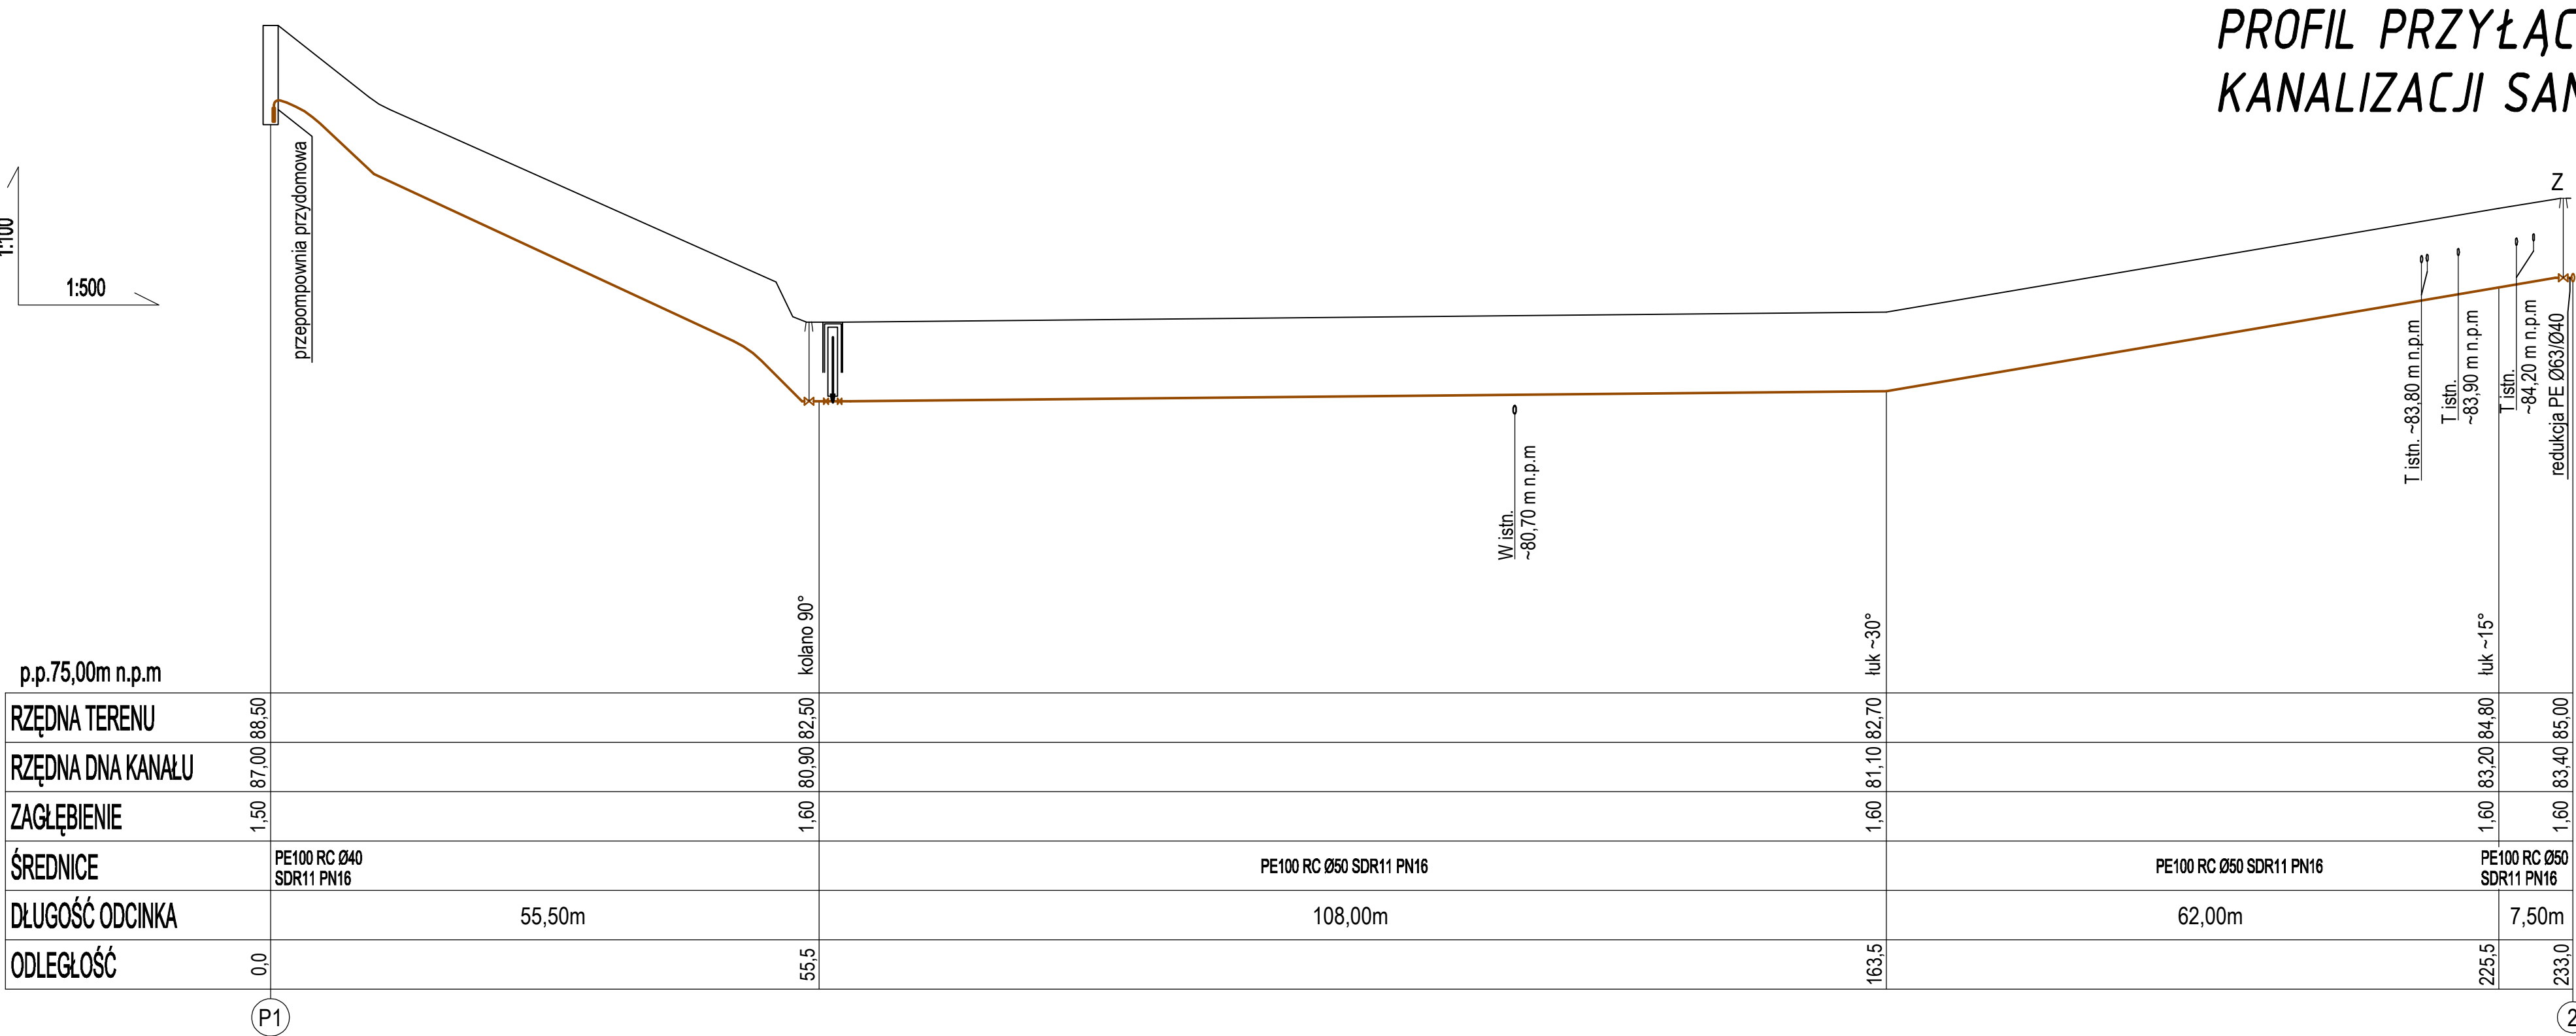 PROFIL PRZYŁĄC
KANALIZACJI SAN
1:100
1:500
przepompownia przydomowa
Z
T istn. ~83,80 m n.p.m
T istn.
~83,90 m n.p.m
T istn.
~84,20 m n.p.m
redukcja PE Ø63/Ø40
W istn.
~80,70 m n.p.m
kolano 90°
łuk ~30°
łuk ~15°
p.p.75,00m n.p.m
RZĘDNA TERENU 88,50 82,50 82,70 84,80 85,00
RZĘDNA DNA KANAŁU 87,00 80,90 81,10 83,20 83,40
ZAGŁĘBIENIE 1,50 1,60 1,60 1,60 1,60
ŚREDNICE
PE100 RC Ø40
SDR11 PN16
PE100 RC Ø50 SDR11 PN16
PE100 RC Ø50 SDR11 PN16
PE100 RC Ø50
SDR11 PN16
DŁUGOŚĆ ODCINKA 55,50m 108,00m 62,00m 7,50m
ODLEGŁOŚĆ 0,0 55,5 163,5 225,5 233,0
P1
2